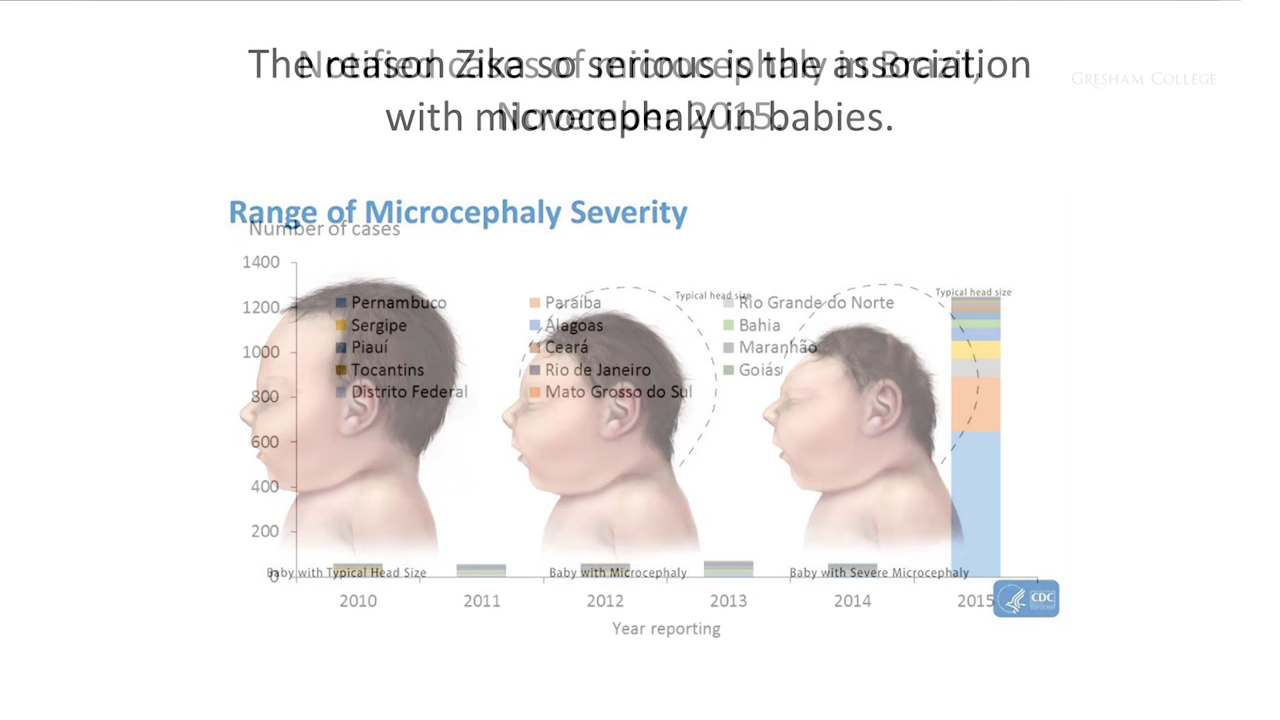 The reason Zika so serious is the association
with microcephaly in babies.
Notified cases of microcephaly in Brazil,
November 2015.
GRESHAM COLLEGE
Range of Microcephaly Severity
Number of cases
1400
1200
1000
800
600
400
200
0
Pernambuco
Paraíba
Rio Grande do Norte
Sergipe
Alagoas
Bahia
Piauí
Ceará
Maranhão
Tocantins
Rio de Janeiro
Goiás
Distrito Federal
Mato Grosso do Sul
Typical head size
Typical head size
Baby with Typical Head Size
Baby with Microcephaly
Baby with Severe Microcephaly
2010
2011
2012
2013
2014
2015
Year reporting
CDC